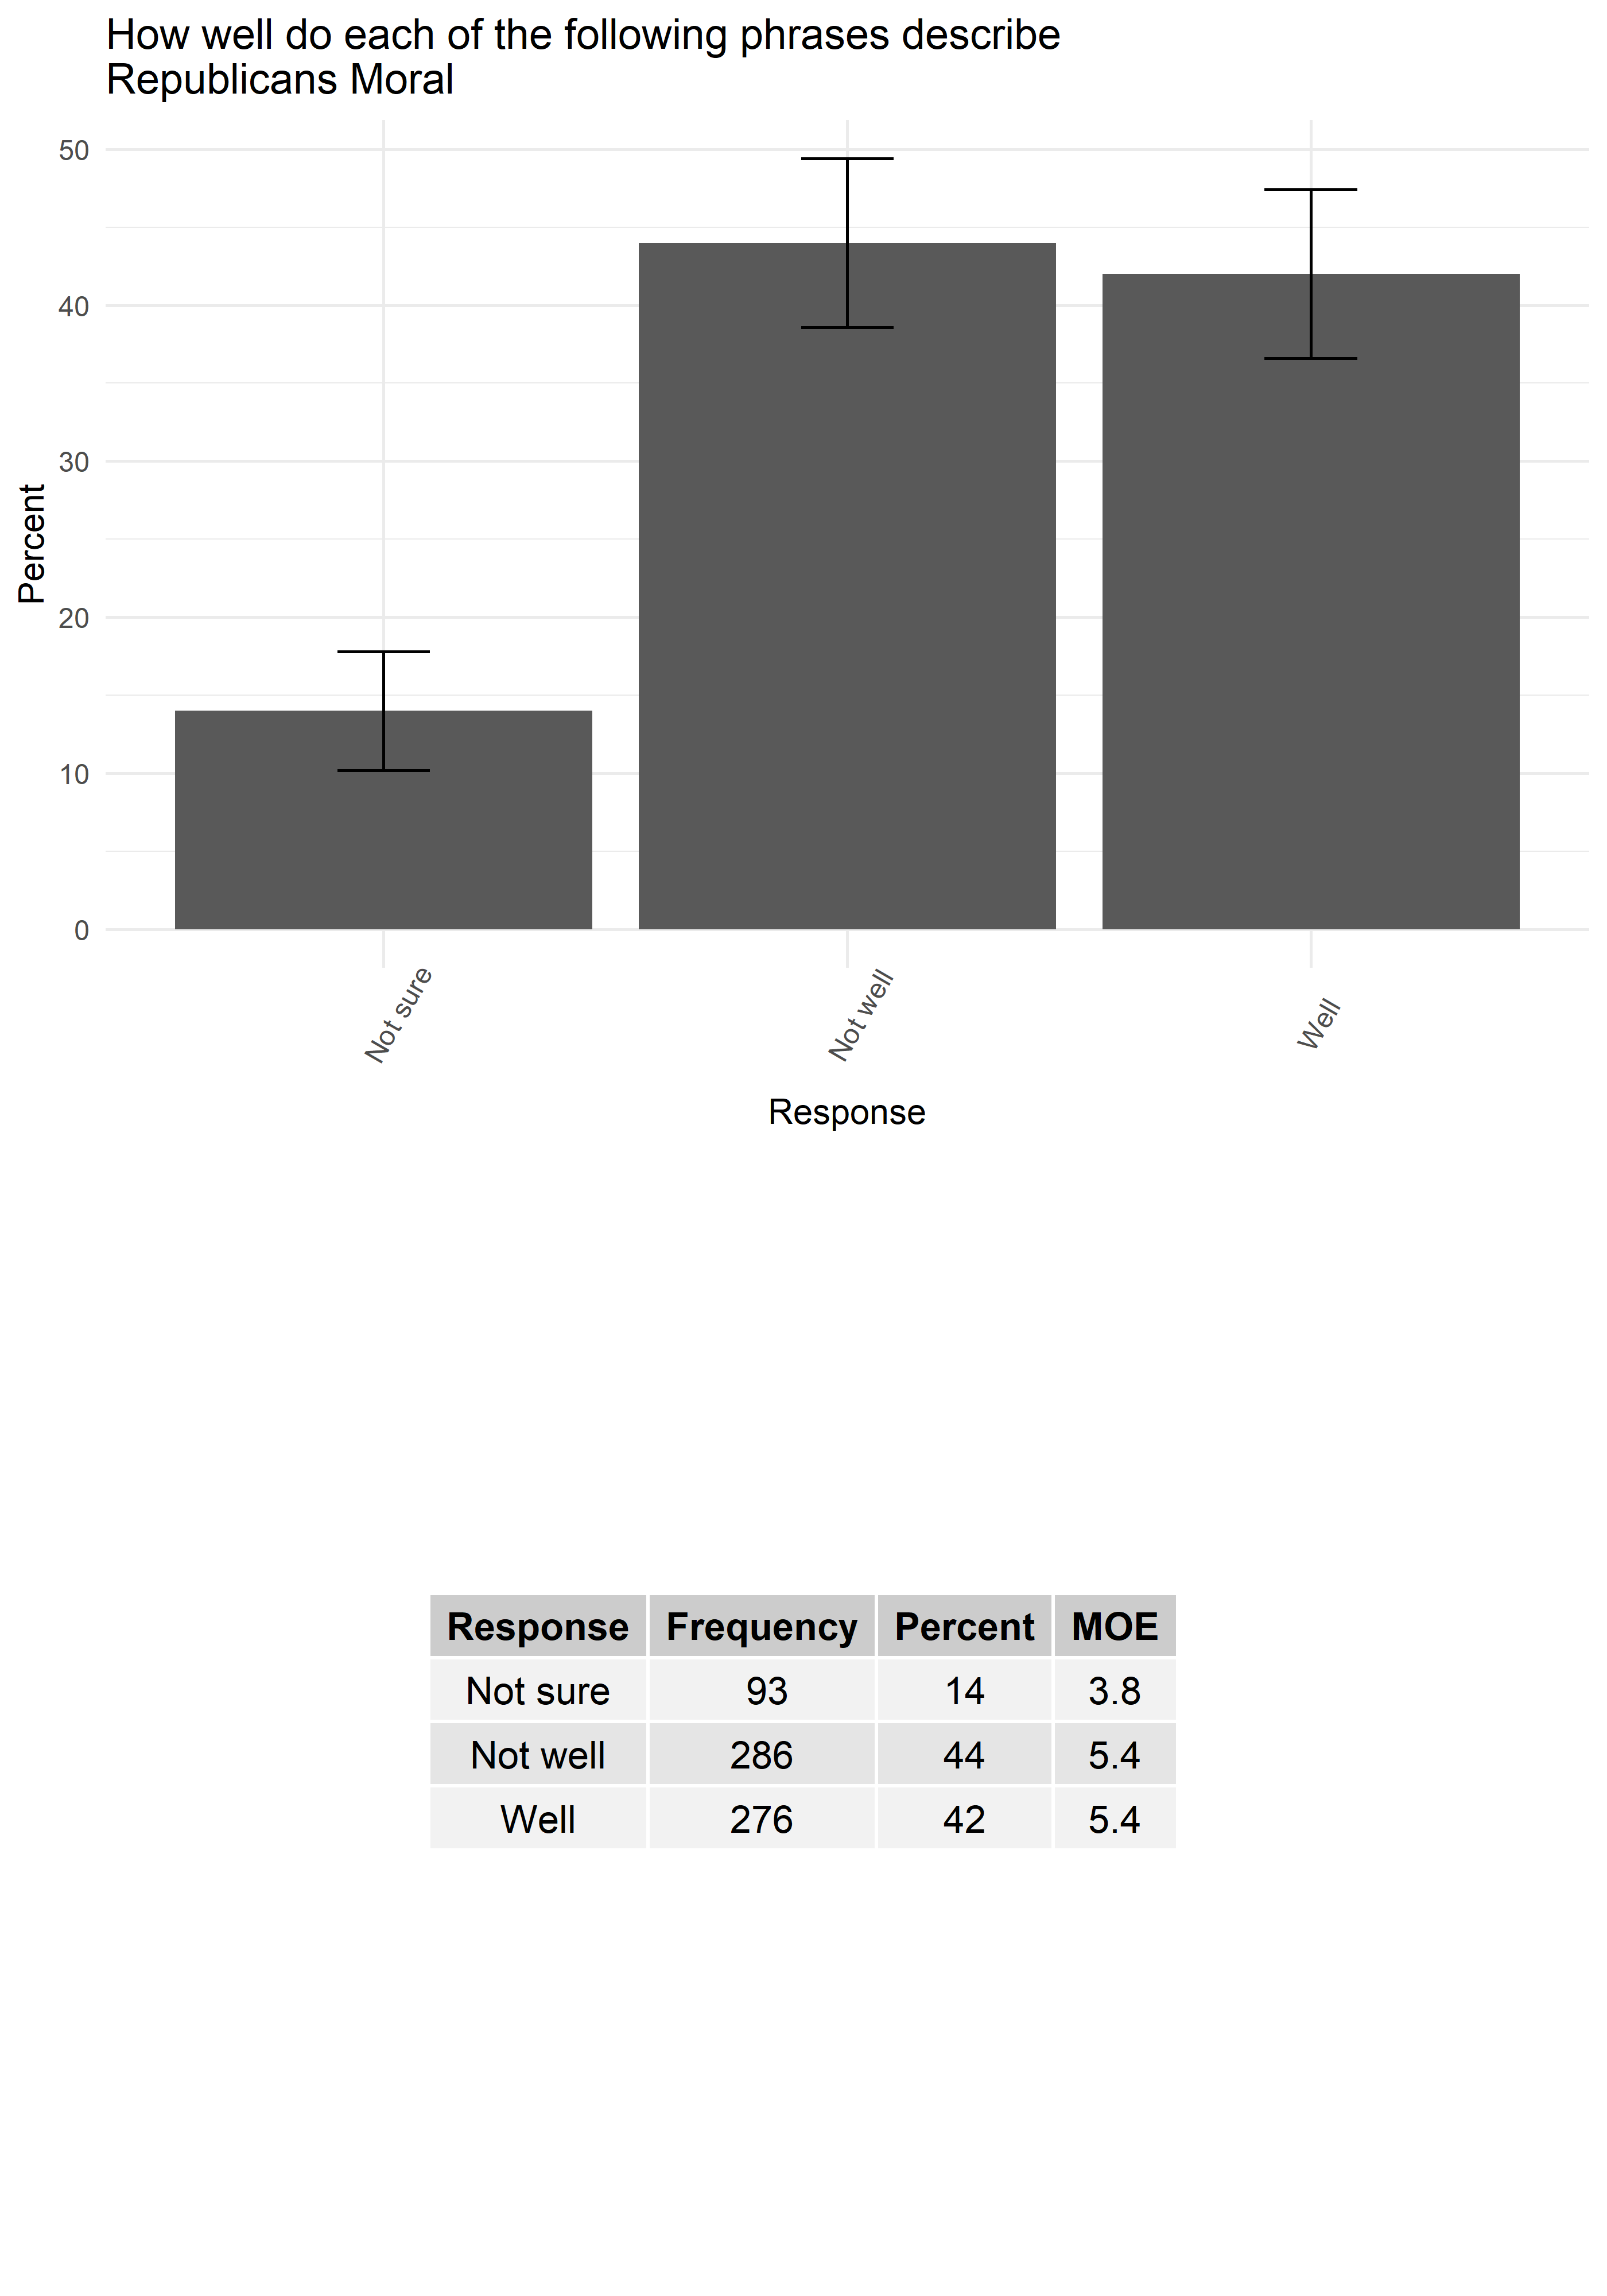 How well do each of the following phrases describe
Republicans Moral
Percent
50
40
30
20
10
0
Not sure
Not well
Well
Response
Response Frequency Percent MOE
Not sure 93 14 3.8
Not well 286 44 5.4
Well 276 42 5.4